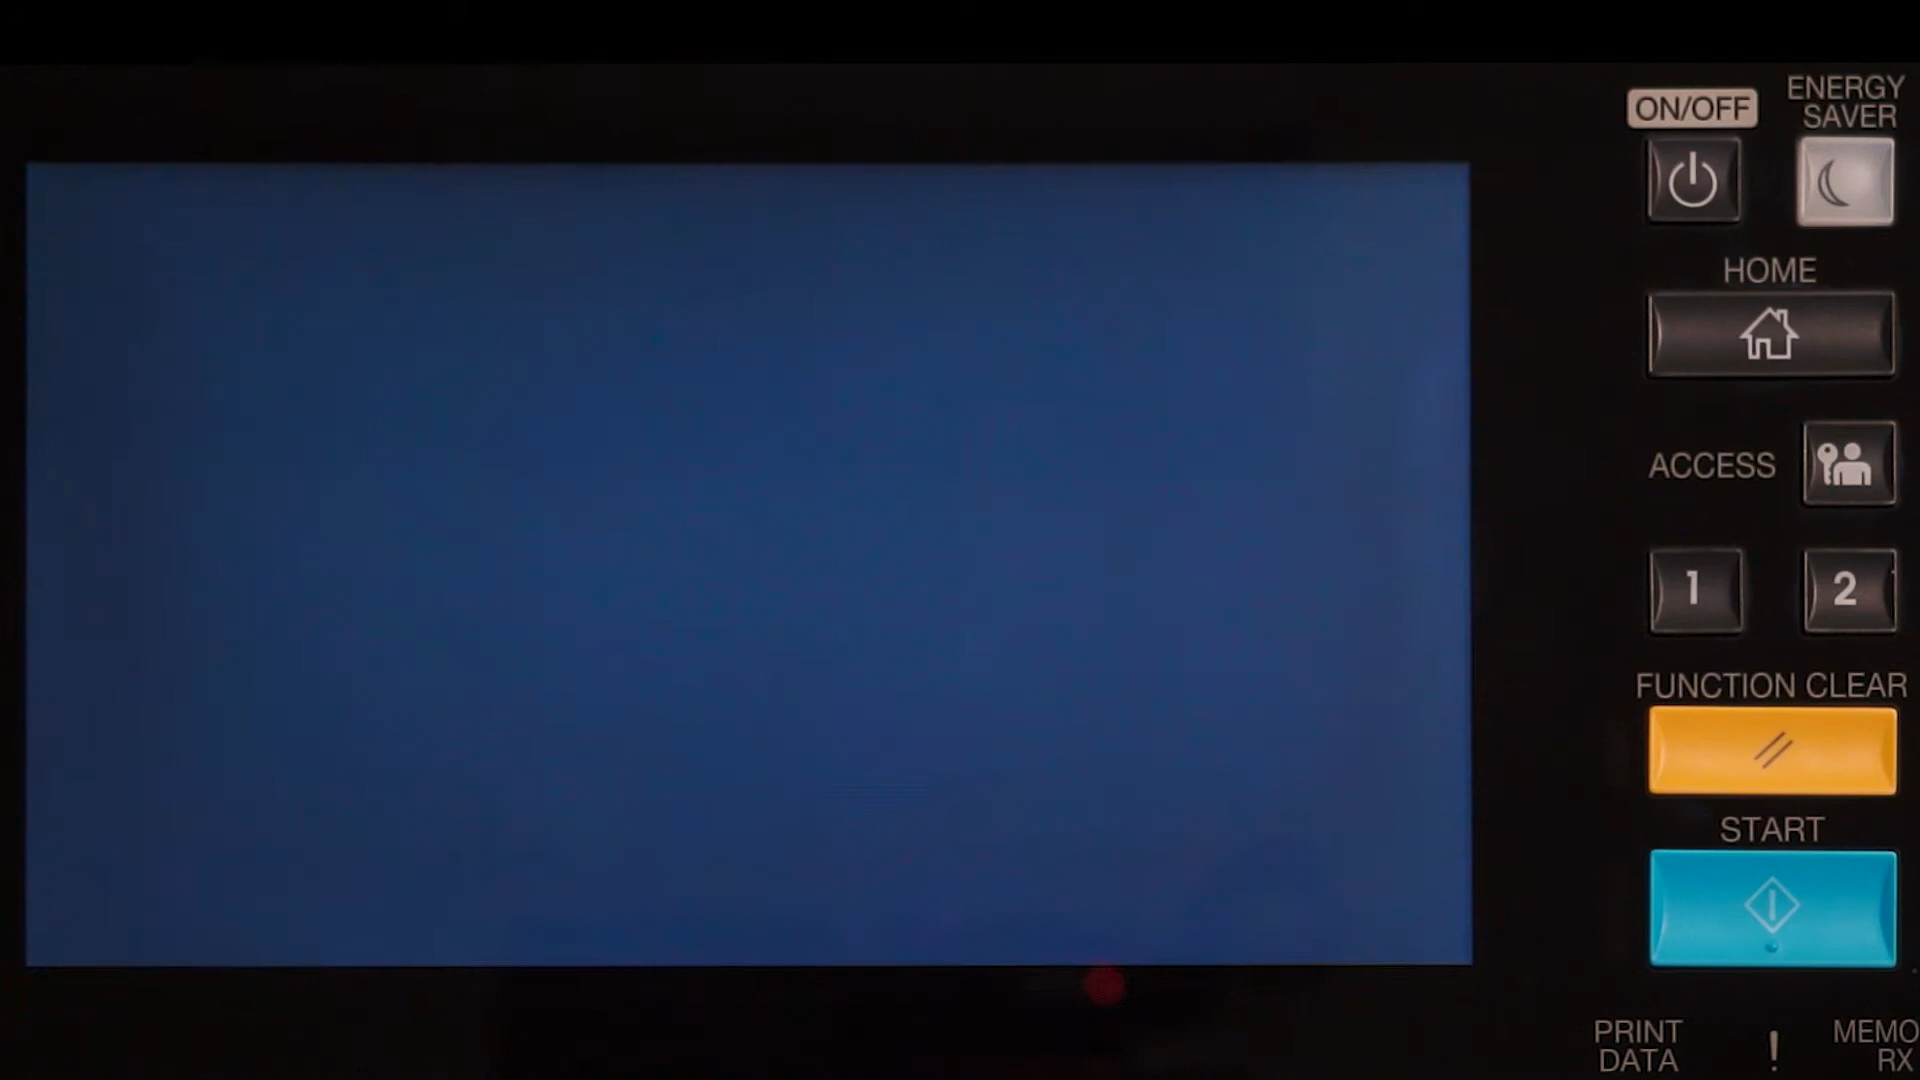 ON/OFF
ENERGY
SAVER
HOME
ACCESS
1
2
FUNCTION CLEAR
START
PRINT
DATA
!
MEMO
RX